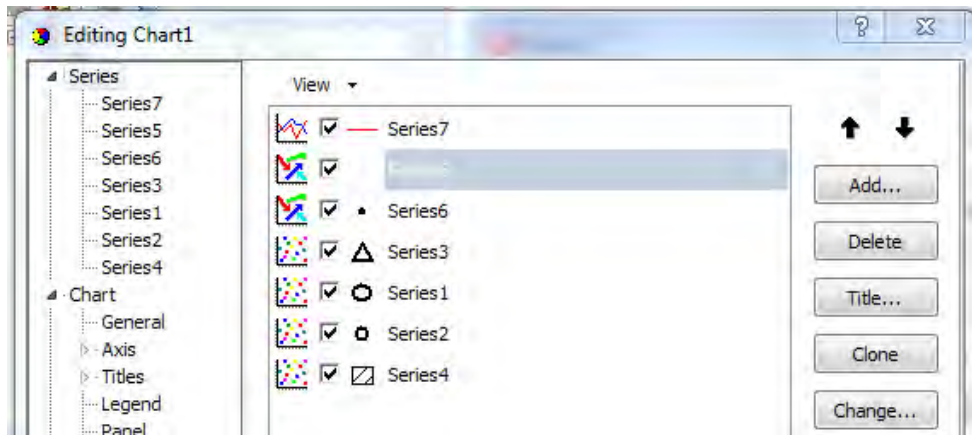 Editing Chart1
Series
Series7
Series5
Series6
Series3
Series1
Series2
Series4
Chart
General
Axis
Titles
Legend
Panel
View
Series7
Series6
Series3
Series1
Series2
Series4
Add...
Delete
Title...
Clone
Change...